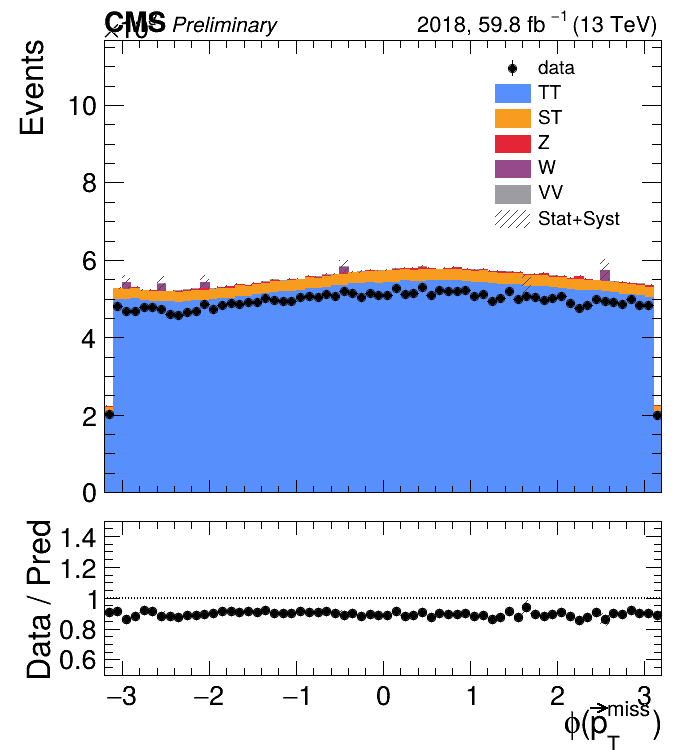 CMS Preliminary
2018, 59.8 fb⁻¹ (13 TeV)
Events
10
8
6
4
2
0
data
TT
ST
Z
W
VV
Stat+Syst
Data / Pred
1.4
1.2
1
0.8
0.6
−3 −2 −1 0 1 2 3
ϕ(p⃗ᵀmiss)